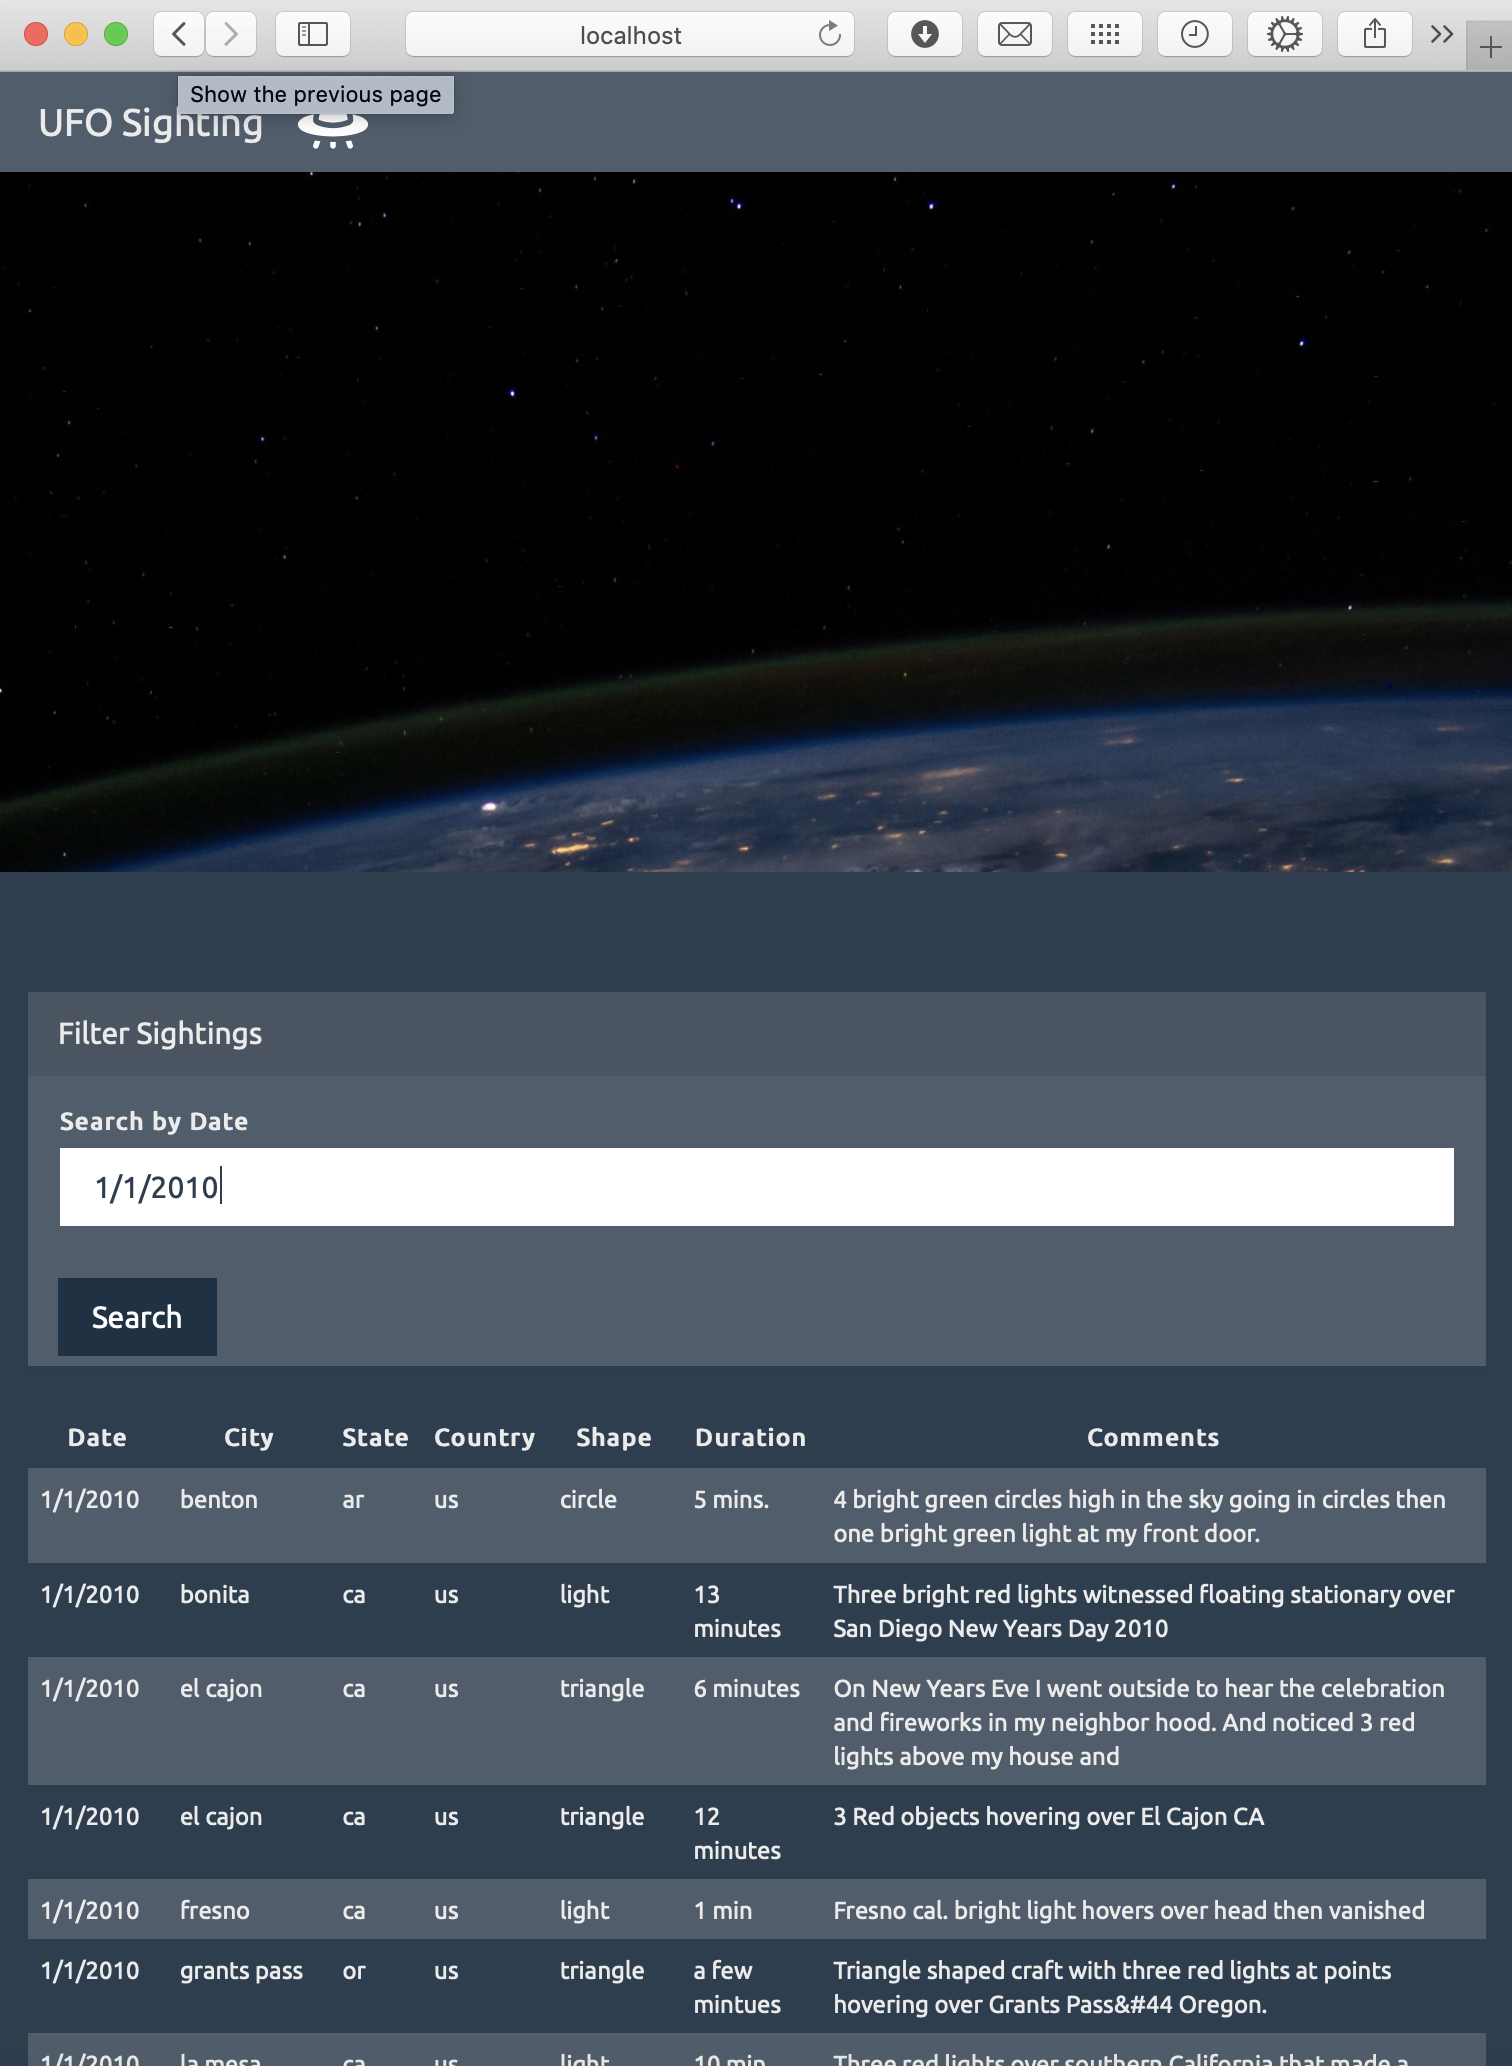 localhost
Show the previous page
UFO Sighting
Filter Sightings
Search by Date
1/1/2010
Search
Date City State Country Shape Duration Comments
1/1/2010 benton ar us circle 5 mins. 4 bright green circles high in the sky going in circles then
one bright green light at my front door.
1/1/2010 bonita ca us light 13 Three bright red lights witnessed floating stationary over
minutes San Diego New Years Day 2010
1/1/2010 el cajon ca us triangle 6 minutes On New Years Eve I went outside to hear the celebration
and fireworks in my neighbor hood. And noticed 3 red
lights above my house and
1/1/2010 el cajon ca us triangle 12 3 Red objects hovering over El Cajon CA
minutes
1/1/2010 fresno ca us light 1 min Fresno cal. bright light hovers over head then vanished
1/1/2010 grants pass or us triangle a few Triangle shaped craft with three red lights at points
mintues hovering over Grants Pass&#44 Oregon.
1/1/2010 la mesa ca us light 10 min Three red lights over southern California that made a